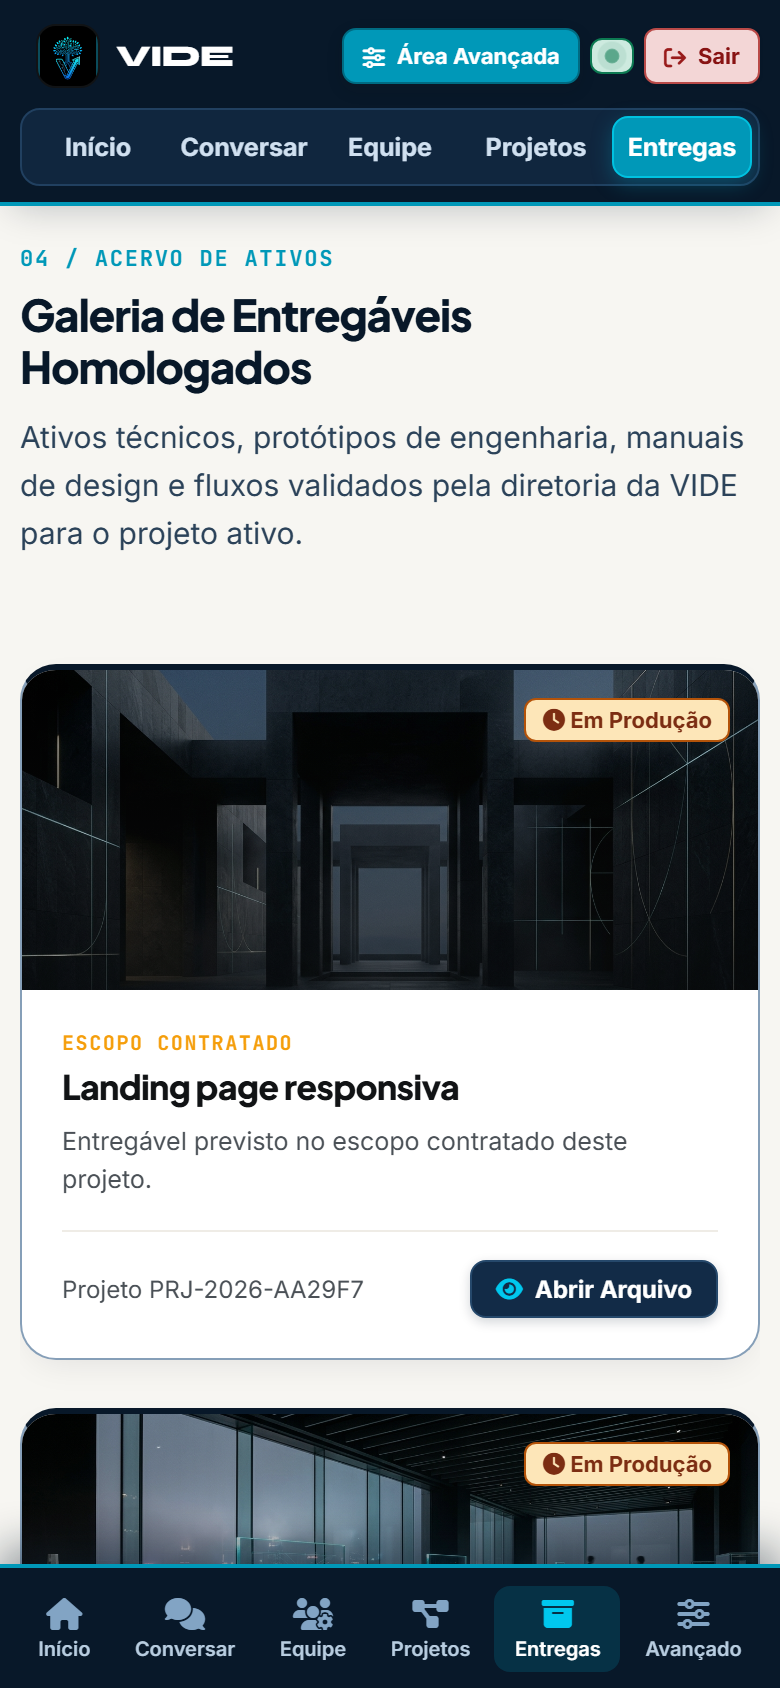 VIDE
Área Avançada
Sair
Início
Conversar
Equipe
Projetos
Entregas
04 / ACERVO DE ATIVOS
Galeria de Entregáveis
Homologados
Ativos técnicos, protótipos de engenharia, manuais
de design e fluxos validados pela diretoria da VIDE
para o projeto ativo.
Em Produção
ESCOPO CONTRATADO
Landing page responsiva
Entregável previsto no escopo contratado deste
projeto.
Projeto PRJ-2026-AA29F7
Abrir Arquivo
Em Produção
Início
Conversar
Equipe
Projetos
Entregas
Avançado